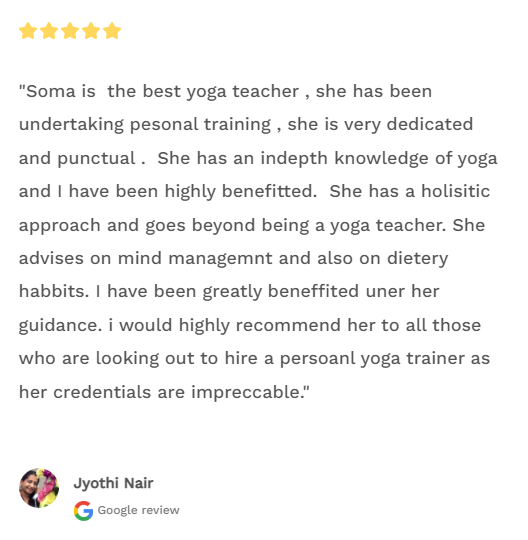 "Soma is  the best yoga teacher , she has been
undertaking pesonal training , she is very dedicated
and punctual .  She has an indepth knowledge of yoga
and I have been highly benefitted.  She has a holisitic
approach and goes beyond being a yoga teacher. She
advises on mind managemnt and also on dietery
habbits. I have been greatly beneffited uner her
guidance. i would highly recommend her to all those
who are looking out to hire a persoanl yoga trainer as
her credentials are impreccable."
Jyothi Nair
Google review